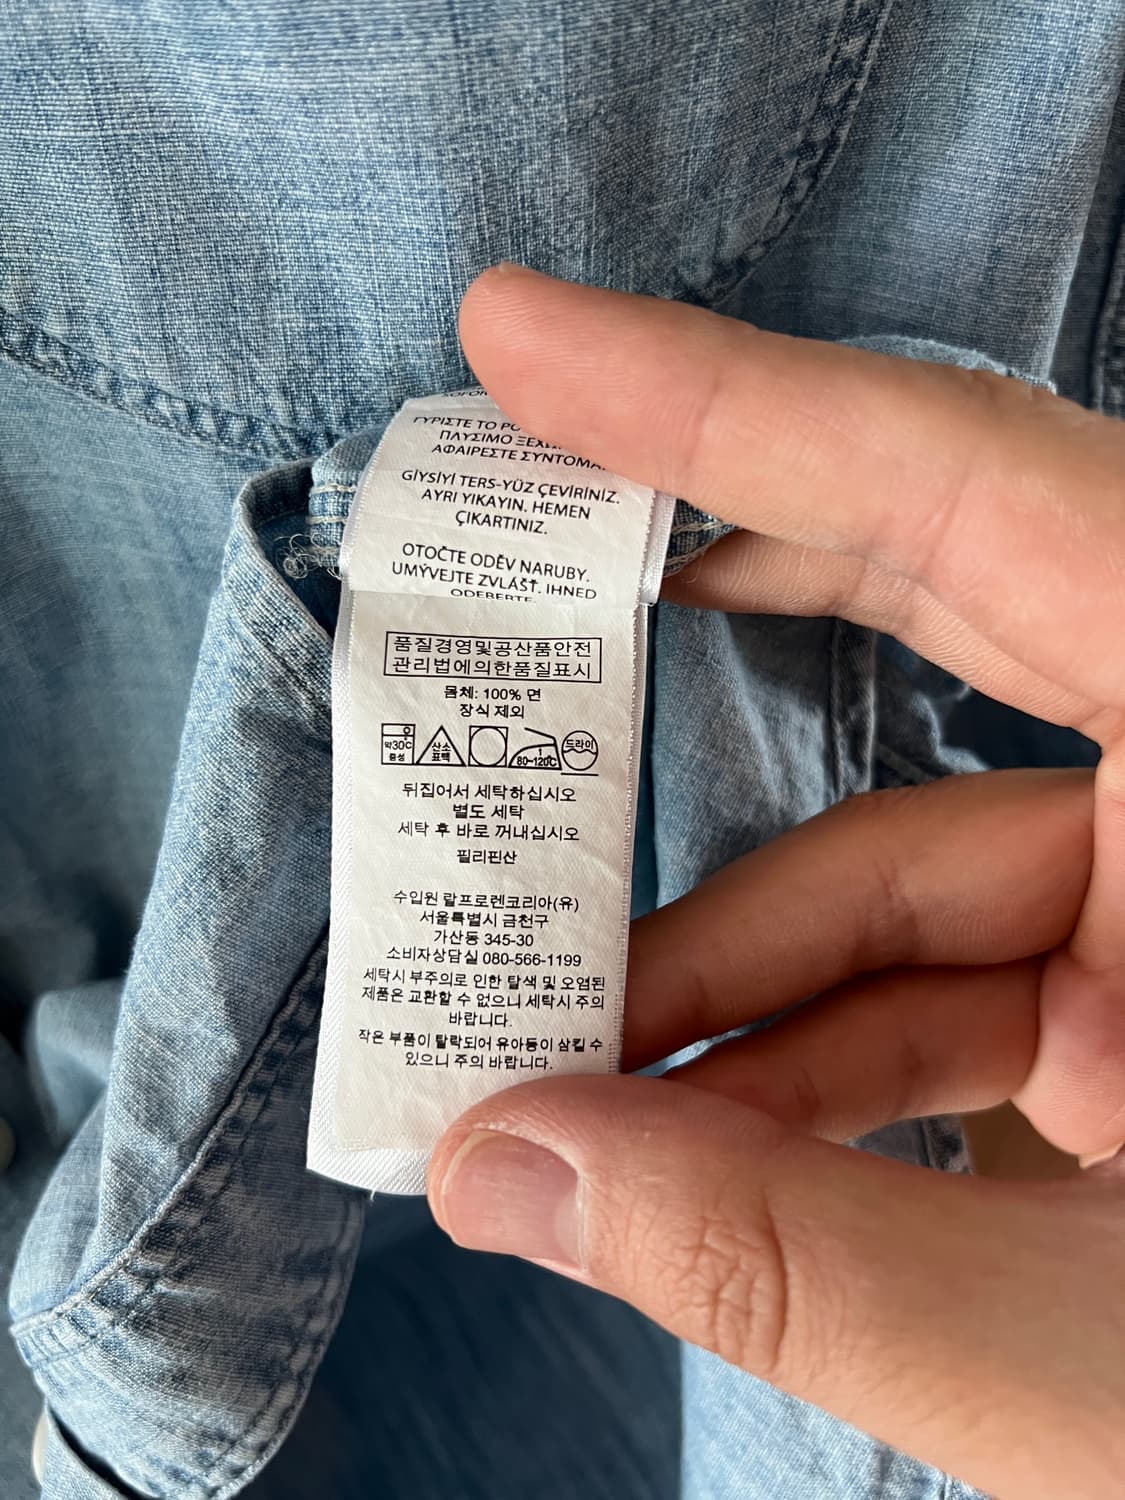 ΓΥΡΙΣΤΕ ΤΟ
ΠΛΥΣΙΜΟ
ΑΦΑΙΡΕΣΤΕ ΣΥΝΤΟΜΑ.
GİYSİYİ TERS-YÜZ ÇEVİRİNİZ.
AYRI YIKAYIN. HEMEN
ÇIKARTINIZ.
OTOČTE ODĚV NARUBY.
UMÝVEJTE ZVLÁŠŤ. IHNED
ODEBERTE.
품질경영및공산품안전
관리법에의한품질표시
몸체: 100% 면
장식 제외
약30℃
중성
산소
표백
80~120℃
드라이
뒤집어서 세탁하십시오
별도 세탁
세탁 후 바로 꺼내십시오
필리핀산
수입원 랄프로렌코리아(유)
서울특별시 금천구
가산동 345-30
소비자상담실 080-566-1199
세탁시 부주의로 인한 탈색 및 오염된
제품은 교환할 수 없으니 세탁시 주의
바랍니다.
작은 부품이 탈락되어 유아등이 삼킬 수
있으니 주의 바랍니다.